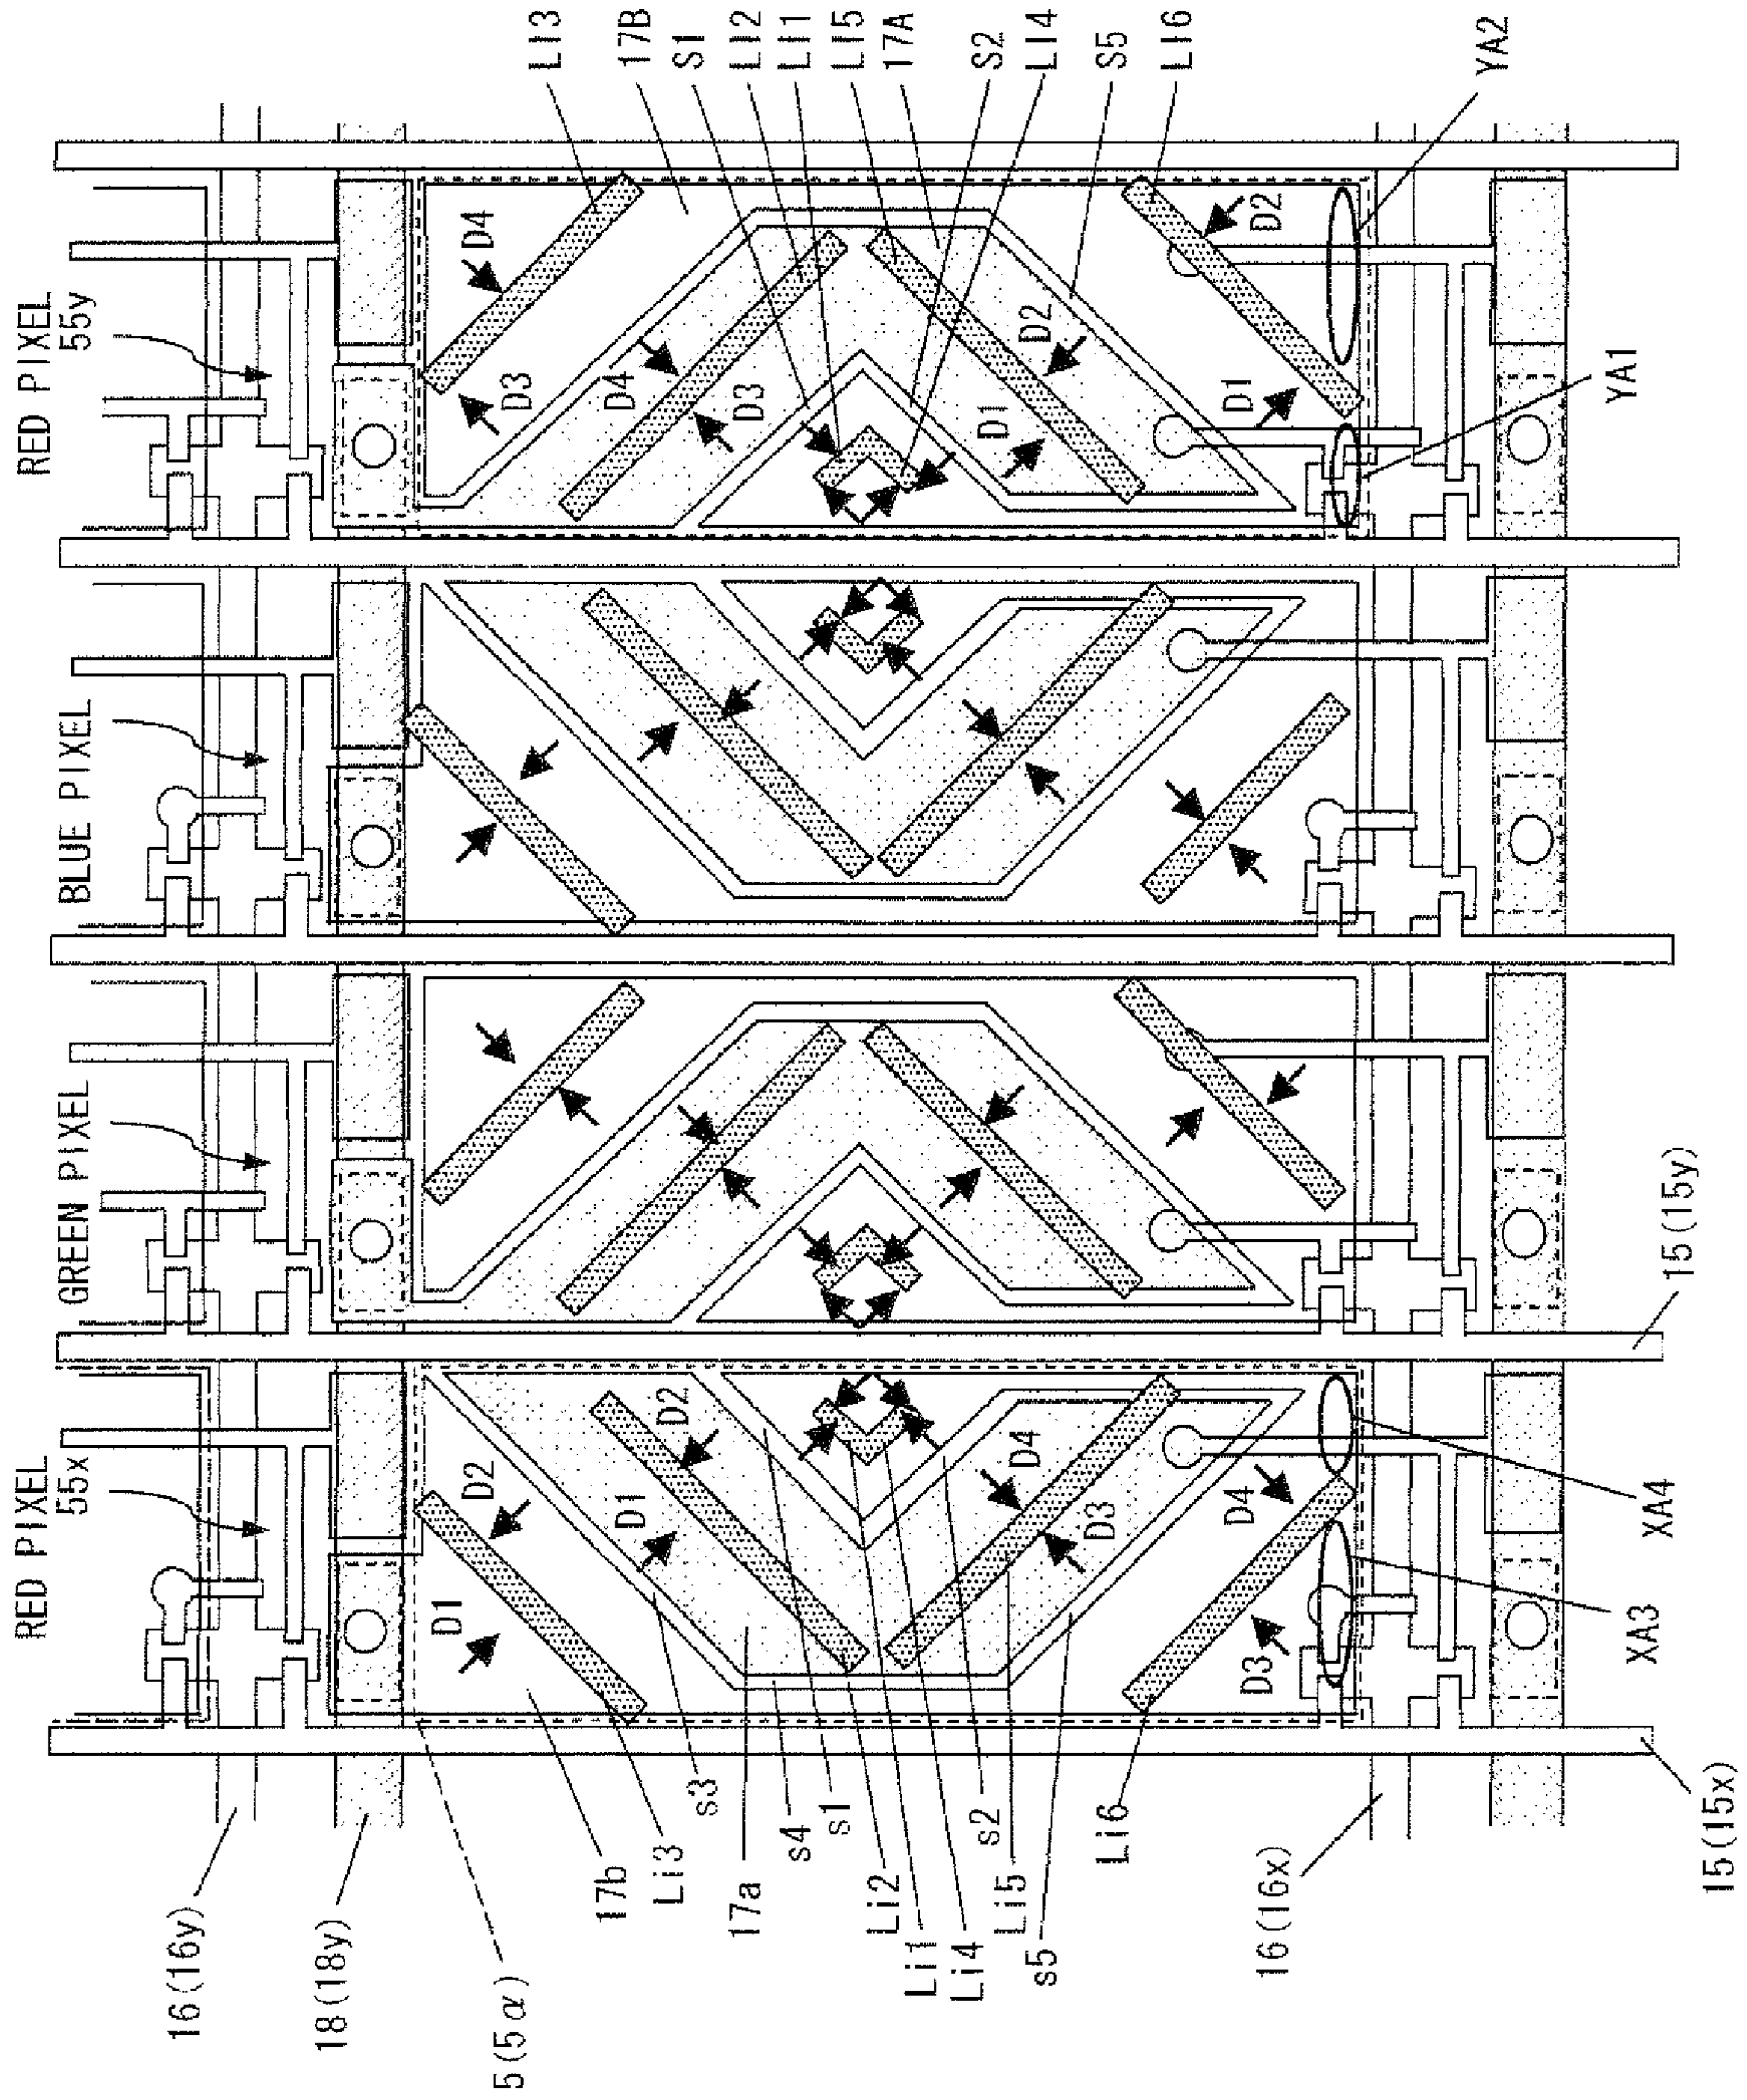 RED PIXEL
55x
GREEN PIXEL
BLUE PIXEL
RED PIXEL
55y
16(16y)
18(18y)
5(5α)
17b
Li3
s3
17a
s4
s1
Li2
Li1
Li4
s2
Li5
s5
Li6
16(16x)
15(15x)
D1
D2
D1
D2
D3
D4
D3
D4
XA3
XA4
15(15y)
D3
D4
D3
D4
D1
D2
D1
D2
YA1
YA2
LI3
17B
S1
LI2
LI1
LI5
17A
S2
LI4
S5
LI6